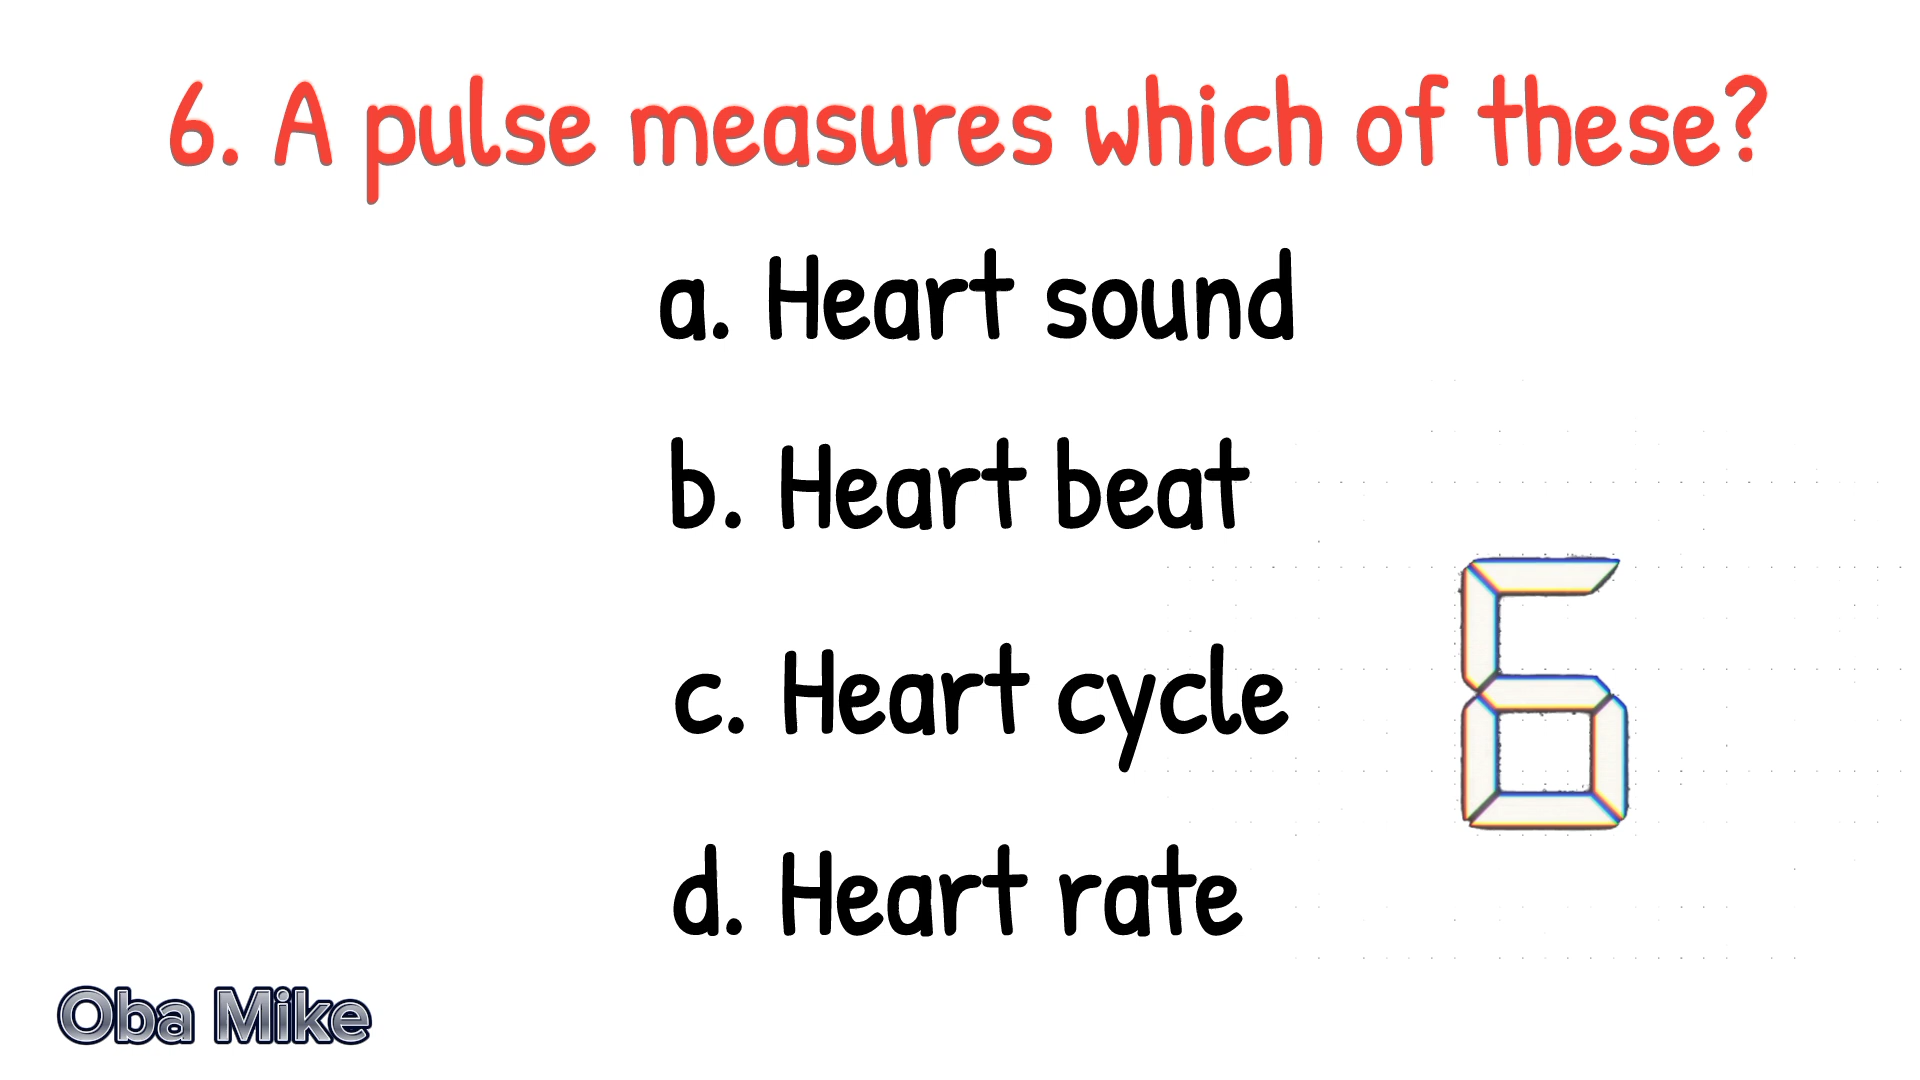 6. A pulse measures which of these?
a. Heart sound
b. Heart beat
c. Heart cycle
6
d. Heart rate
Oba Mike